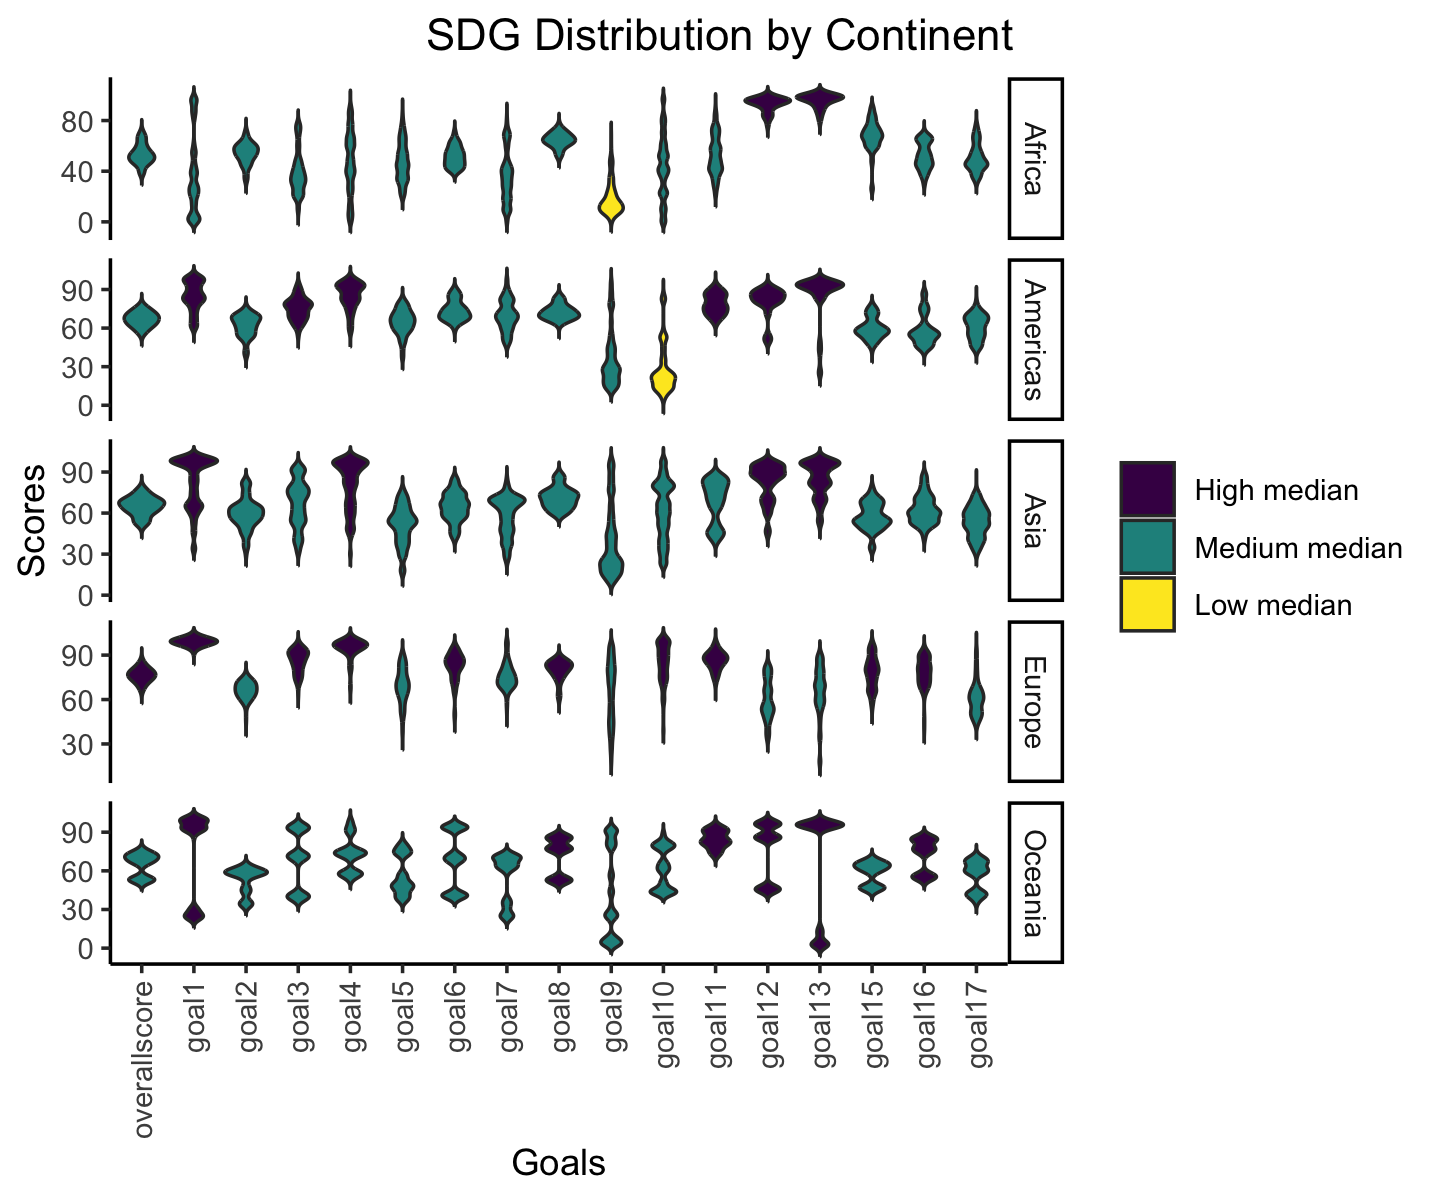 SDG Distribution by Continent
Scores
80
40
0
Africa
90
60
30
0
Americas
90
60
30
0
Asia
90
60
30
Europe
90
60
30
0
Oceania
High median
Medium median
Low median
overallscore
goal1
goal2
goal3
goal4
goal5
goal6
goal7
goal8
goal9
goal10
goal11
goal12
goal13
goal15
goal16
goal17
Goals